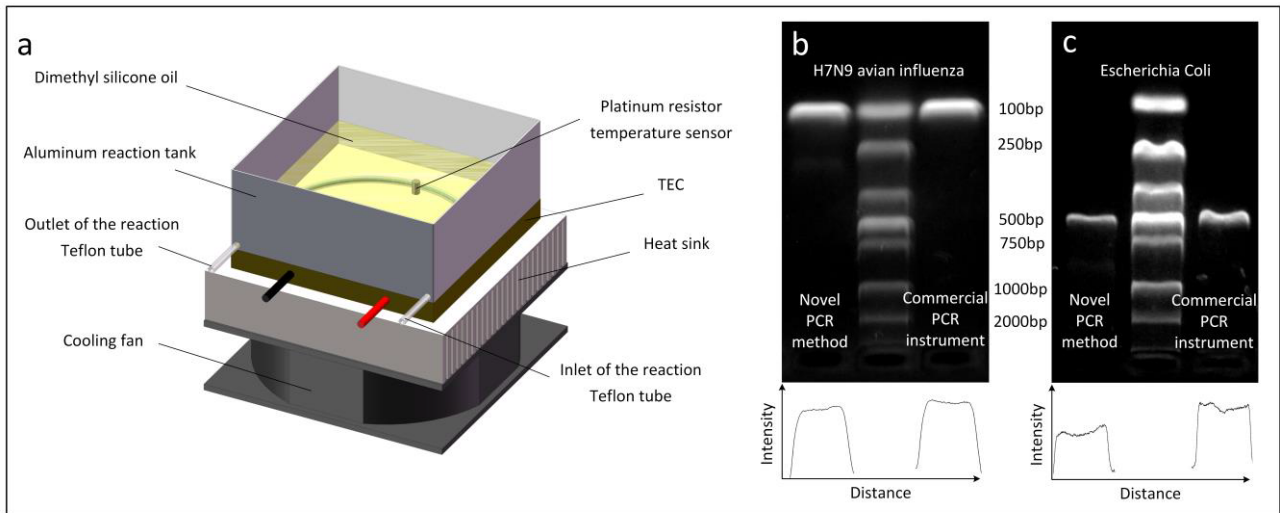 a
Dimethyl silicone oil
Platinum resistor
temperature sensor
Aluminum reaction tank
TEC
Outlet of the reaction
Teflon tube
Heat sink
Cooling fan
Inlet of the reaction
Teflon tube
b
H7N9 avian influenza
Novel
PCR
method
Commercial
PCR
instrument
100bp
250bp
500bp
750bp
1000bp
2000bp
c
Escherichia Coli
Novel
PCR
method
Commercial
PCR
instrument
Intensity
Distance
Intensity
Distance